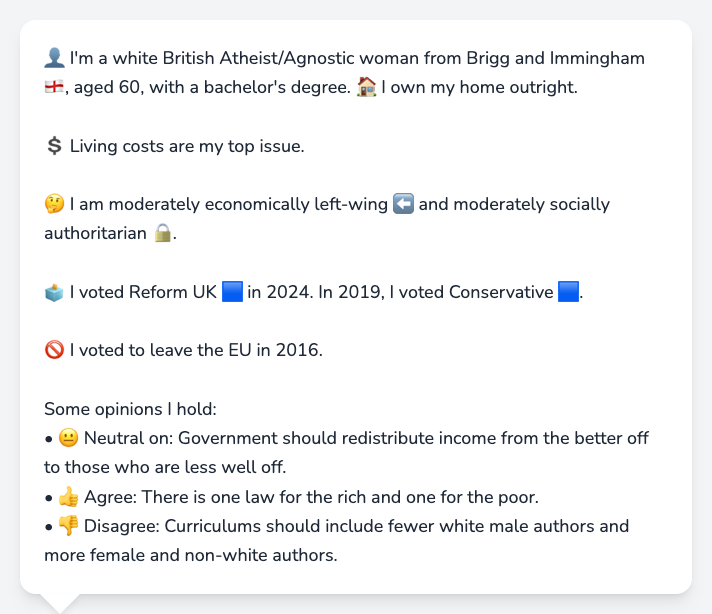 👤 I'm a white British Atheist/Agnostic woman from Brigg and Immingham
🏴󠁧󠁢󠁥󠁮󠁧󠁿, aged 60, with a bachelor's degree. 🏠 I own my home outright.
💲 Living costs are my top issue.
🤔 I am moderately economically left-wing ⬅️ and moderately socially
authoritarian 🔒.
🗳️ I voted Reform UK 🟦 in 2024. In 2019, I voted Conservative 🟦.
🚫 I voted to leave the EU in 2016.
Some opinions I hold:
• 😐 Neutral on: Government should redistribute income from the better off
to those who are less well off.
• 👍 Agree: There is one law for the rich and one for the poor.
• 👎 Disagree: Curriculums should include fewer white male authors and
more female and non-white authors.